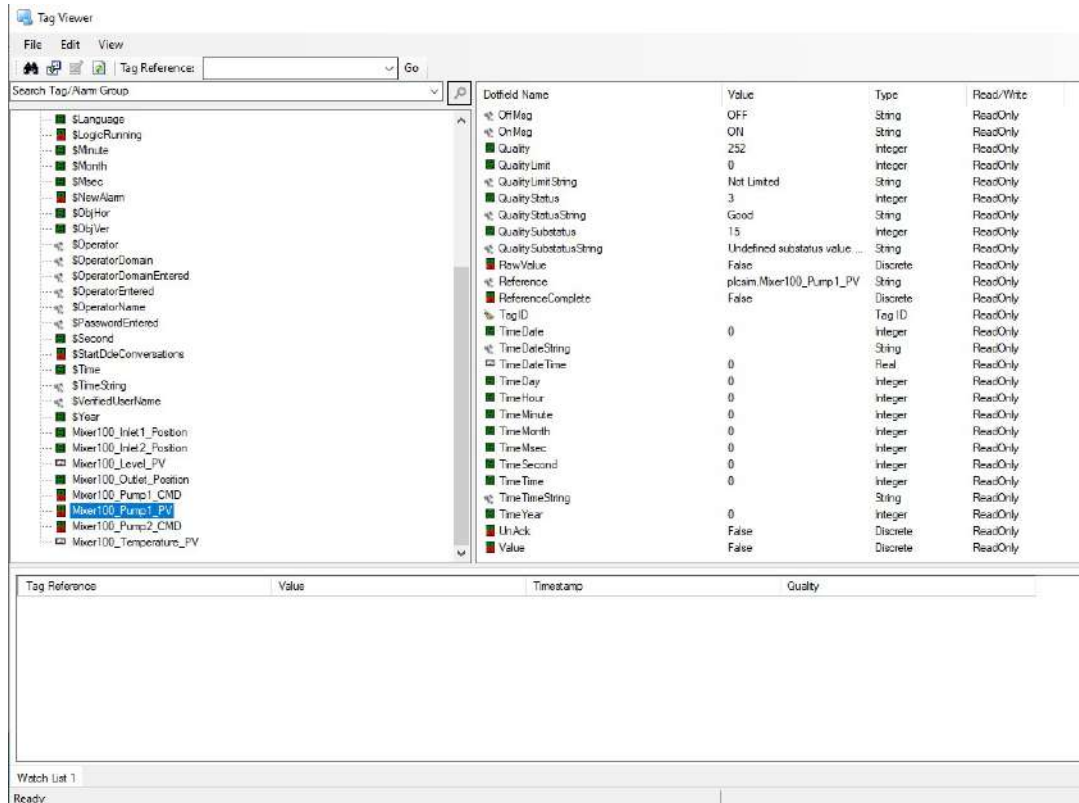 Tag Viewer
File Edit View
Tag Reference: Go
Search Tag/Alarm Group
$Language
$LogicRunning
$Minute
$Month
$Msec
$NewAlarm
$ObjHor
$ObjVer
$Operator
$OperatorDomain
$OperatorDomainEntered
$OperatorEntered
$OperatorName
$PasswordEntered
$Second
$StartDdeConversations
$Time
$TimeString
$VerifiedUserName
$Year
Mixer100_Inlet1_Position
Mixer100_Inlet2_Position
Mixer100_Level_PV
Mixer100_Outlet_Position
Mixer100_Pump1_CMD
Mixer100_Pump1_PV
Mixer100_Pump2_CMD
Mixer100_Temperature_PV
Dotfield Name Value Type Read/Write
OffMsg OFF String ReadOnly
OnMsg ON String ReadOnly
Quality 252 Integer ReadOnly
QualityLimit 0 Integer ReadOnly
QualityLimitString Not Limited String ReadOnly
QualityStatus 3 Integer ReadOnly
QualityStatusString Good String ReadOnly
QualitySubstatus 15 Integer ReadOnly
QualitySubstatusString Undefined substatus value... String ReadOnly
RawValue False Discrete ReadOnly
Reference plcsim.Mixer100_Pump1_PV String ReadOnly
ReferenceComplete False Discrete ReadOnly
TagID Tag ID ReadOnly
TimeDate 0 Integer ReadOnly
TimeDateString String ReadOnly
TimeDateTime 0 Real ReadOnly
TimeDay 0 Integer ReadOnly
TimeHour 0 Integer ReadOnly
TimeMinute 0 Integer ReadOnly
TimeMonth 0 Integer ReadOnly
TimeMsec 0 Integer ReadOnly
TimeSecond 0 Integer ReadOnly
TimeTime 0 Integer ReadOnly
TimeTimeString String ReadOnly
TimeYear 0 Integer ReadOnly
UnAck False Discrete ReadOnly
Value False Discrete ReadOnly
Tag Reference Value Timestamp Quality
Watch List 1
Ready